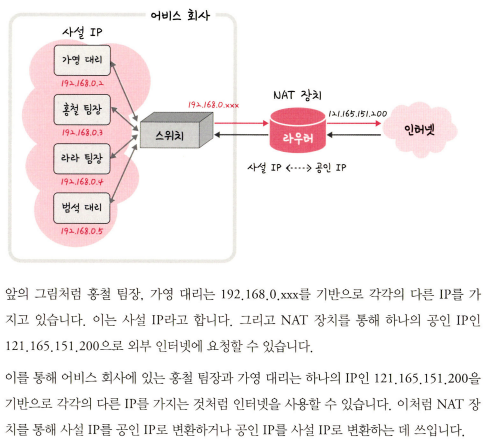 어비스 회사
사설 IP
가영 대리
192.168.0.2
홍철 팀장
192.168.0.3
라라 팀장
192.168.0.4
범석 대리
192.168.0.5
스위치
192.168.0.xxx
NAT 장치
라우터
사설 IP <----> 공인 IP
121.165.151.200
인터넷
앞의 그림처럼 홍철 팀장, 가영 대리는 192.168.0.xxx를 기반으로 각각의 다른 IP를 가
지고 있습니다. 이는 사설 IP라고 합니다. 그리고 NAT 장치를 통해 하나의 공인 IP인
121.165.151.200으로 외부 인터넷에 요청할 수 있습니다.
이를 통해 어비스 회사에 있는 홍철 팀장과 가영 대리는 하나의 IP인 121.165.151.200을
기반으로 각각의 다른 IP를 가지는 것처럼 인터넷을 사용할 수 있습니다. 이처럼 NAT 장
치를 통해 사설 IP를 공인 IP로 변환하거나 공인 IP를 사설 IP로 변환하는 데 쓰입니다.